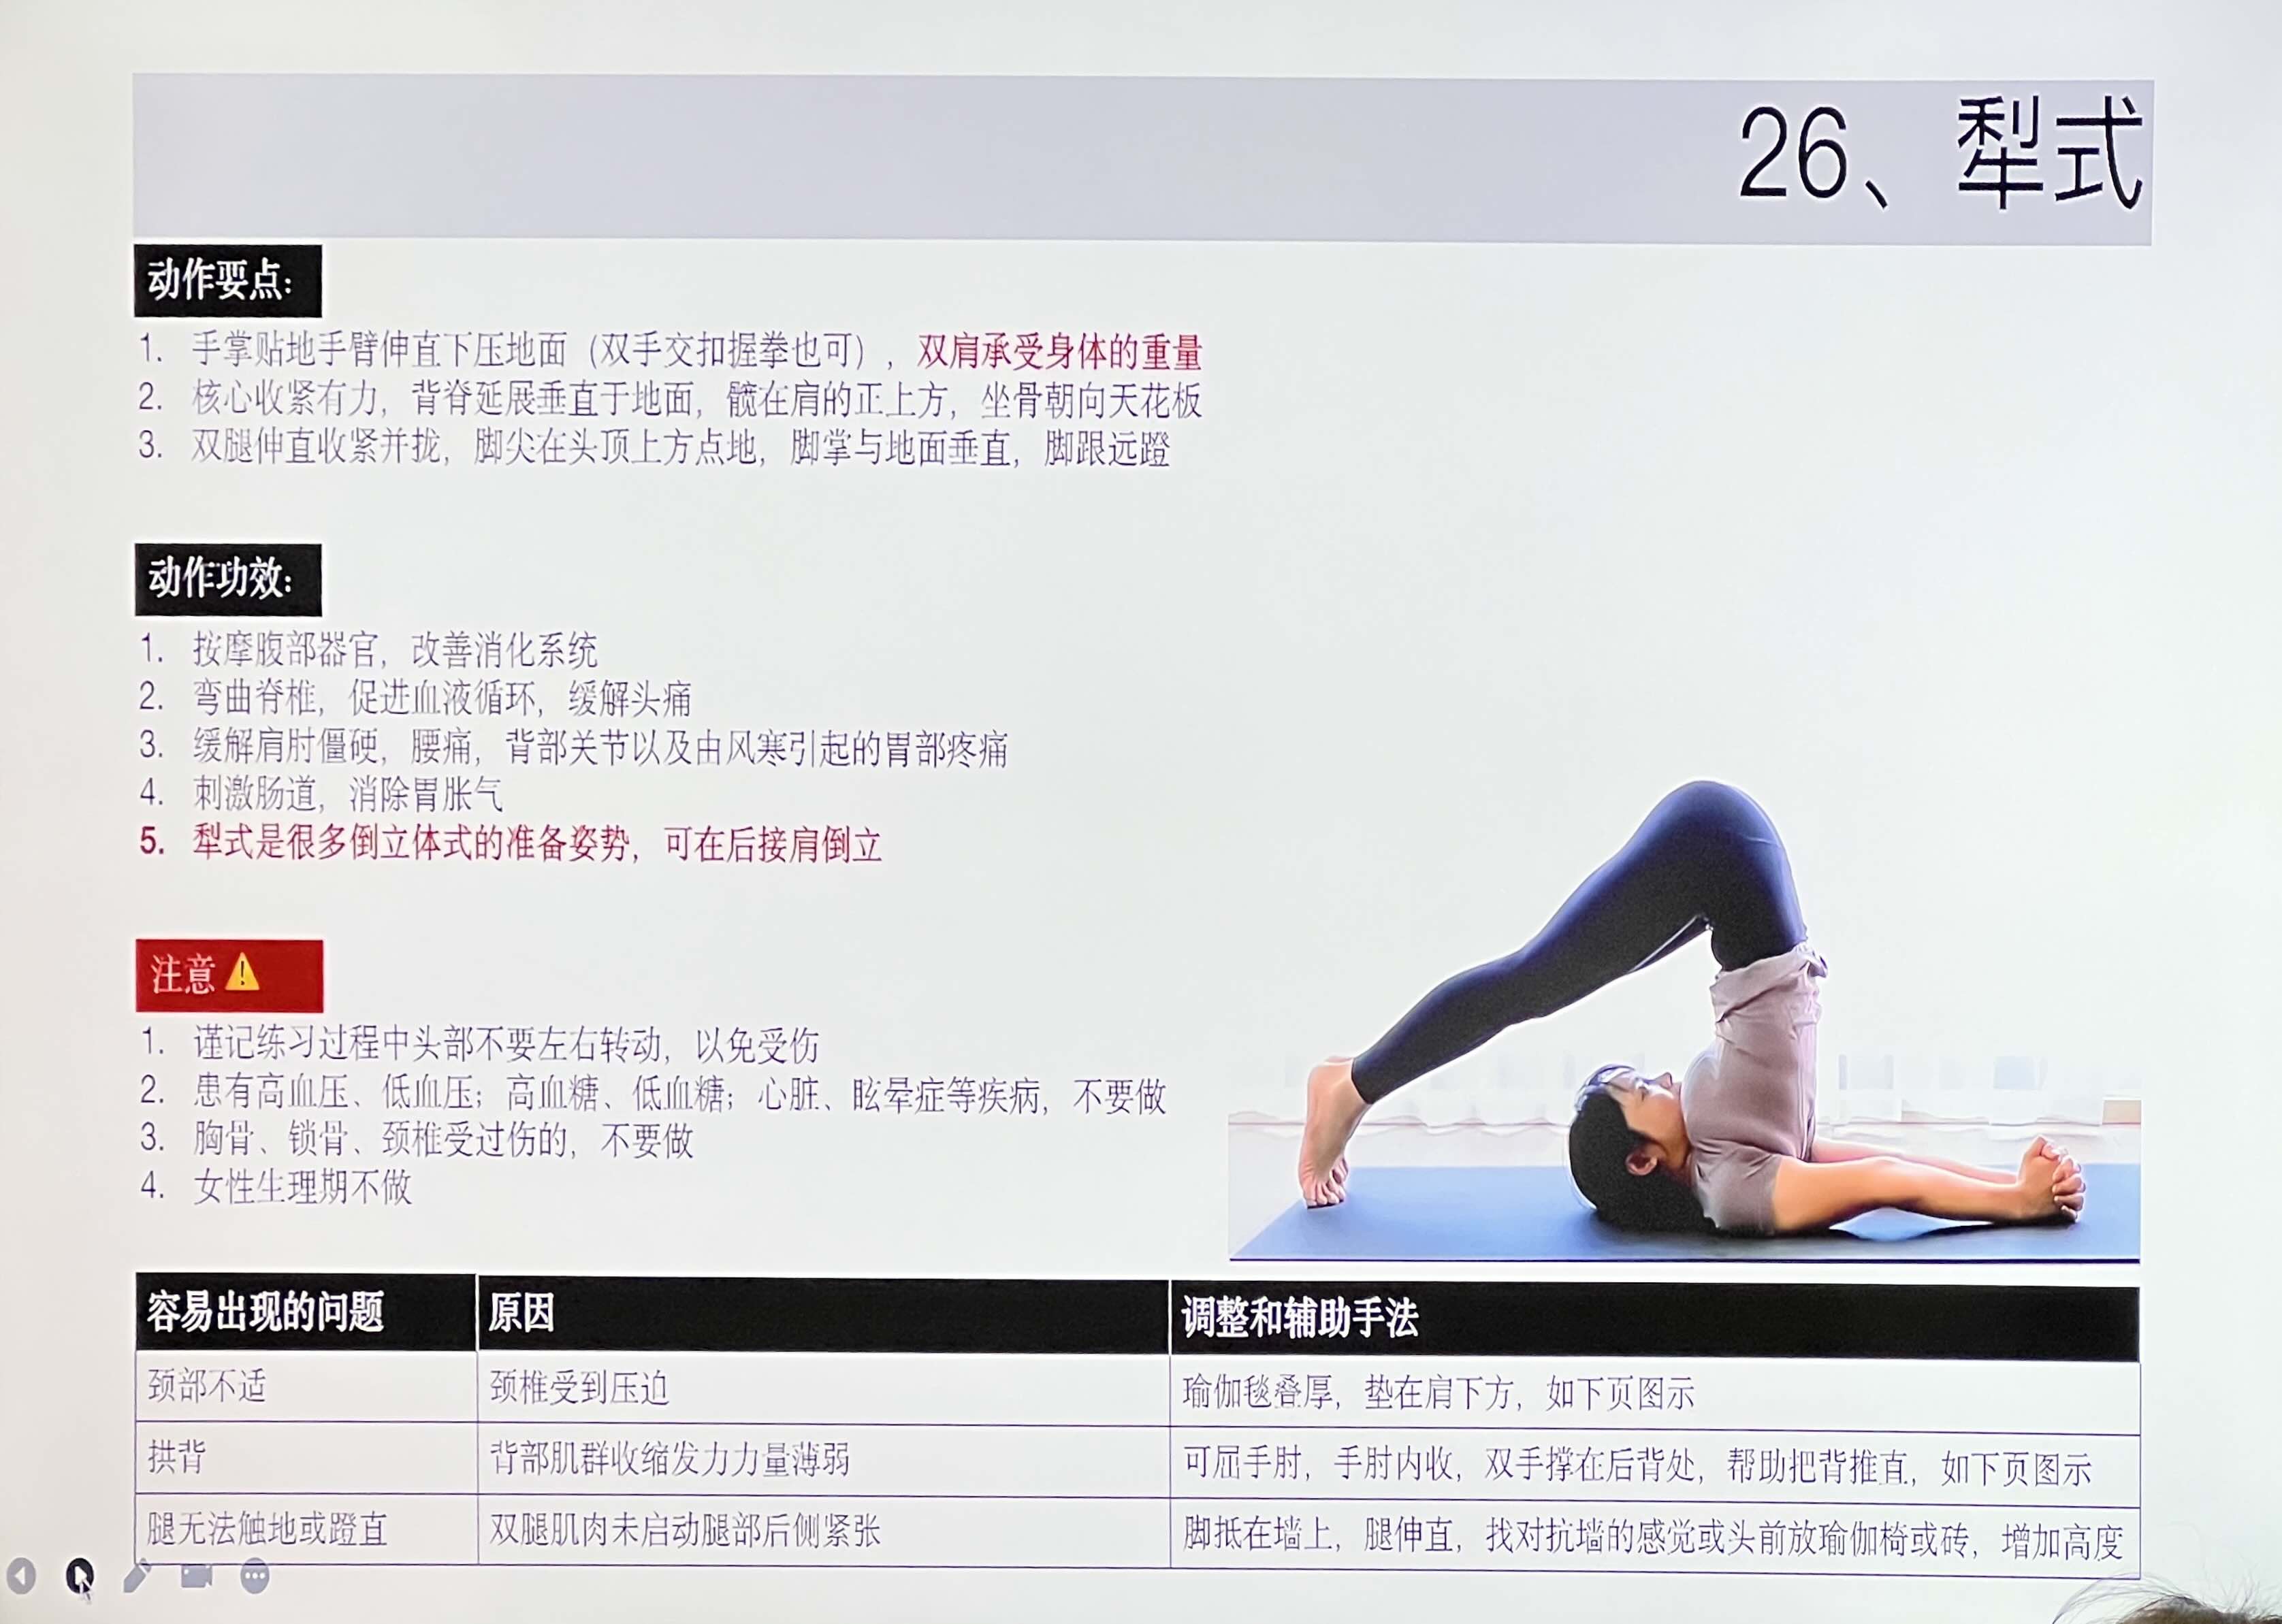 26、犁式
动作要点：
1. 手掌贴地手臂伸直下压地面（双手交扣握拳也可），双肩承受身体的重量
2. 核心收紧有力，背脊延展垂直于地面，髋在肩的正上方，坐骨朝向天花板
3. 双腿伸直收紧并拢，脚尖在头顶上方点地，脚掌与地面垂直，脚跟远蹬
动作功效：
1. 按摩腹部器官，改善消化系统
2. 弯曲脊椎，促进血液循环，缓解头痛
3. 缓解肩肘僵硬，腰痛，背部关节以及由风寒引起的胃部疼痛
4. 刺激肠道，消除胃胀气
5. 犁式是很多倒立体式的准备姿势，可在后接肩倒立
注意⚠️
1. 谨记练习过程中头部不要左右转动，以免受伤
2. 患有高血压、低血压；高血糖、低血糖；心脏、眩晕症等疾病，不要做
3. 胸骨、锁骨、颈椎受过伤的，不要做
4. 女性生理期不做
容易出现的问题 原因 调整和辅助手法
颈部不适 颈椎受到压迫 瑜伽毯叠厚，垫在肩下方，如下页图示
拱背 背部肌群收缩发力力量薄弱 可屈手肘，手肘内收，双手撑在后背处，帮助把背推直，如下页图示
腿无法触地或蹬直 双腿肌肉未启动腿部后侧紧张 脚抵在墙上，腿伸直，找对抗墙的感觉或头前放瑜伽椅或砖，增加高度